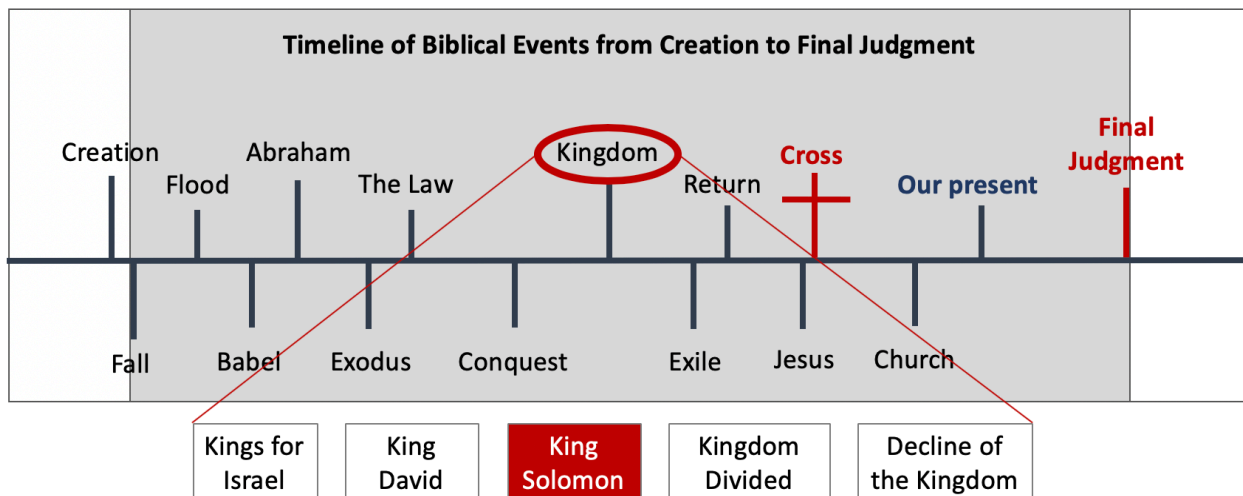 Timeline of Biblical Events from Creation to Final Judgment
Creation
Flood
Abraham
The Law
Kingdom
Return
Cross
Our present
Final
Judgment
Fall
Babel
Exodus
Conquest
Exile
Jesus
Church
Kings for
Israel
King
David
King
Solomon
Kingdom
Divided
Decline of
the Kingdom